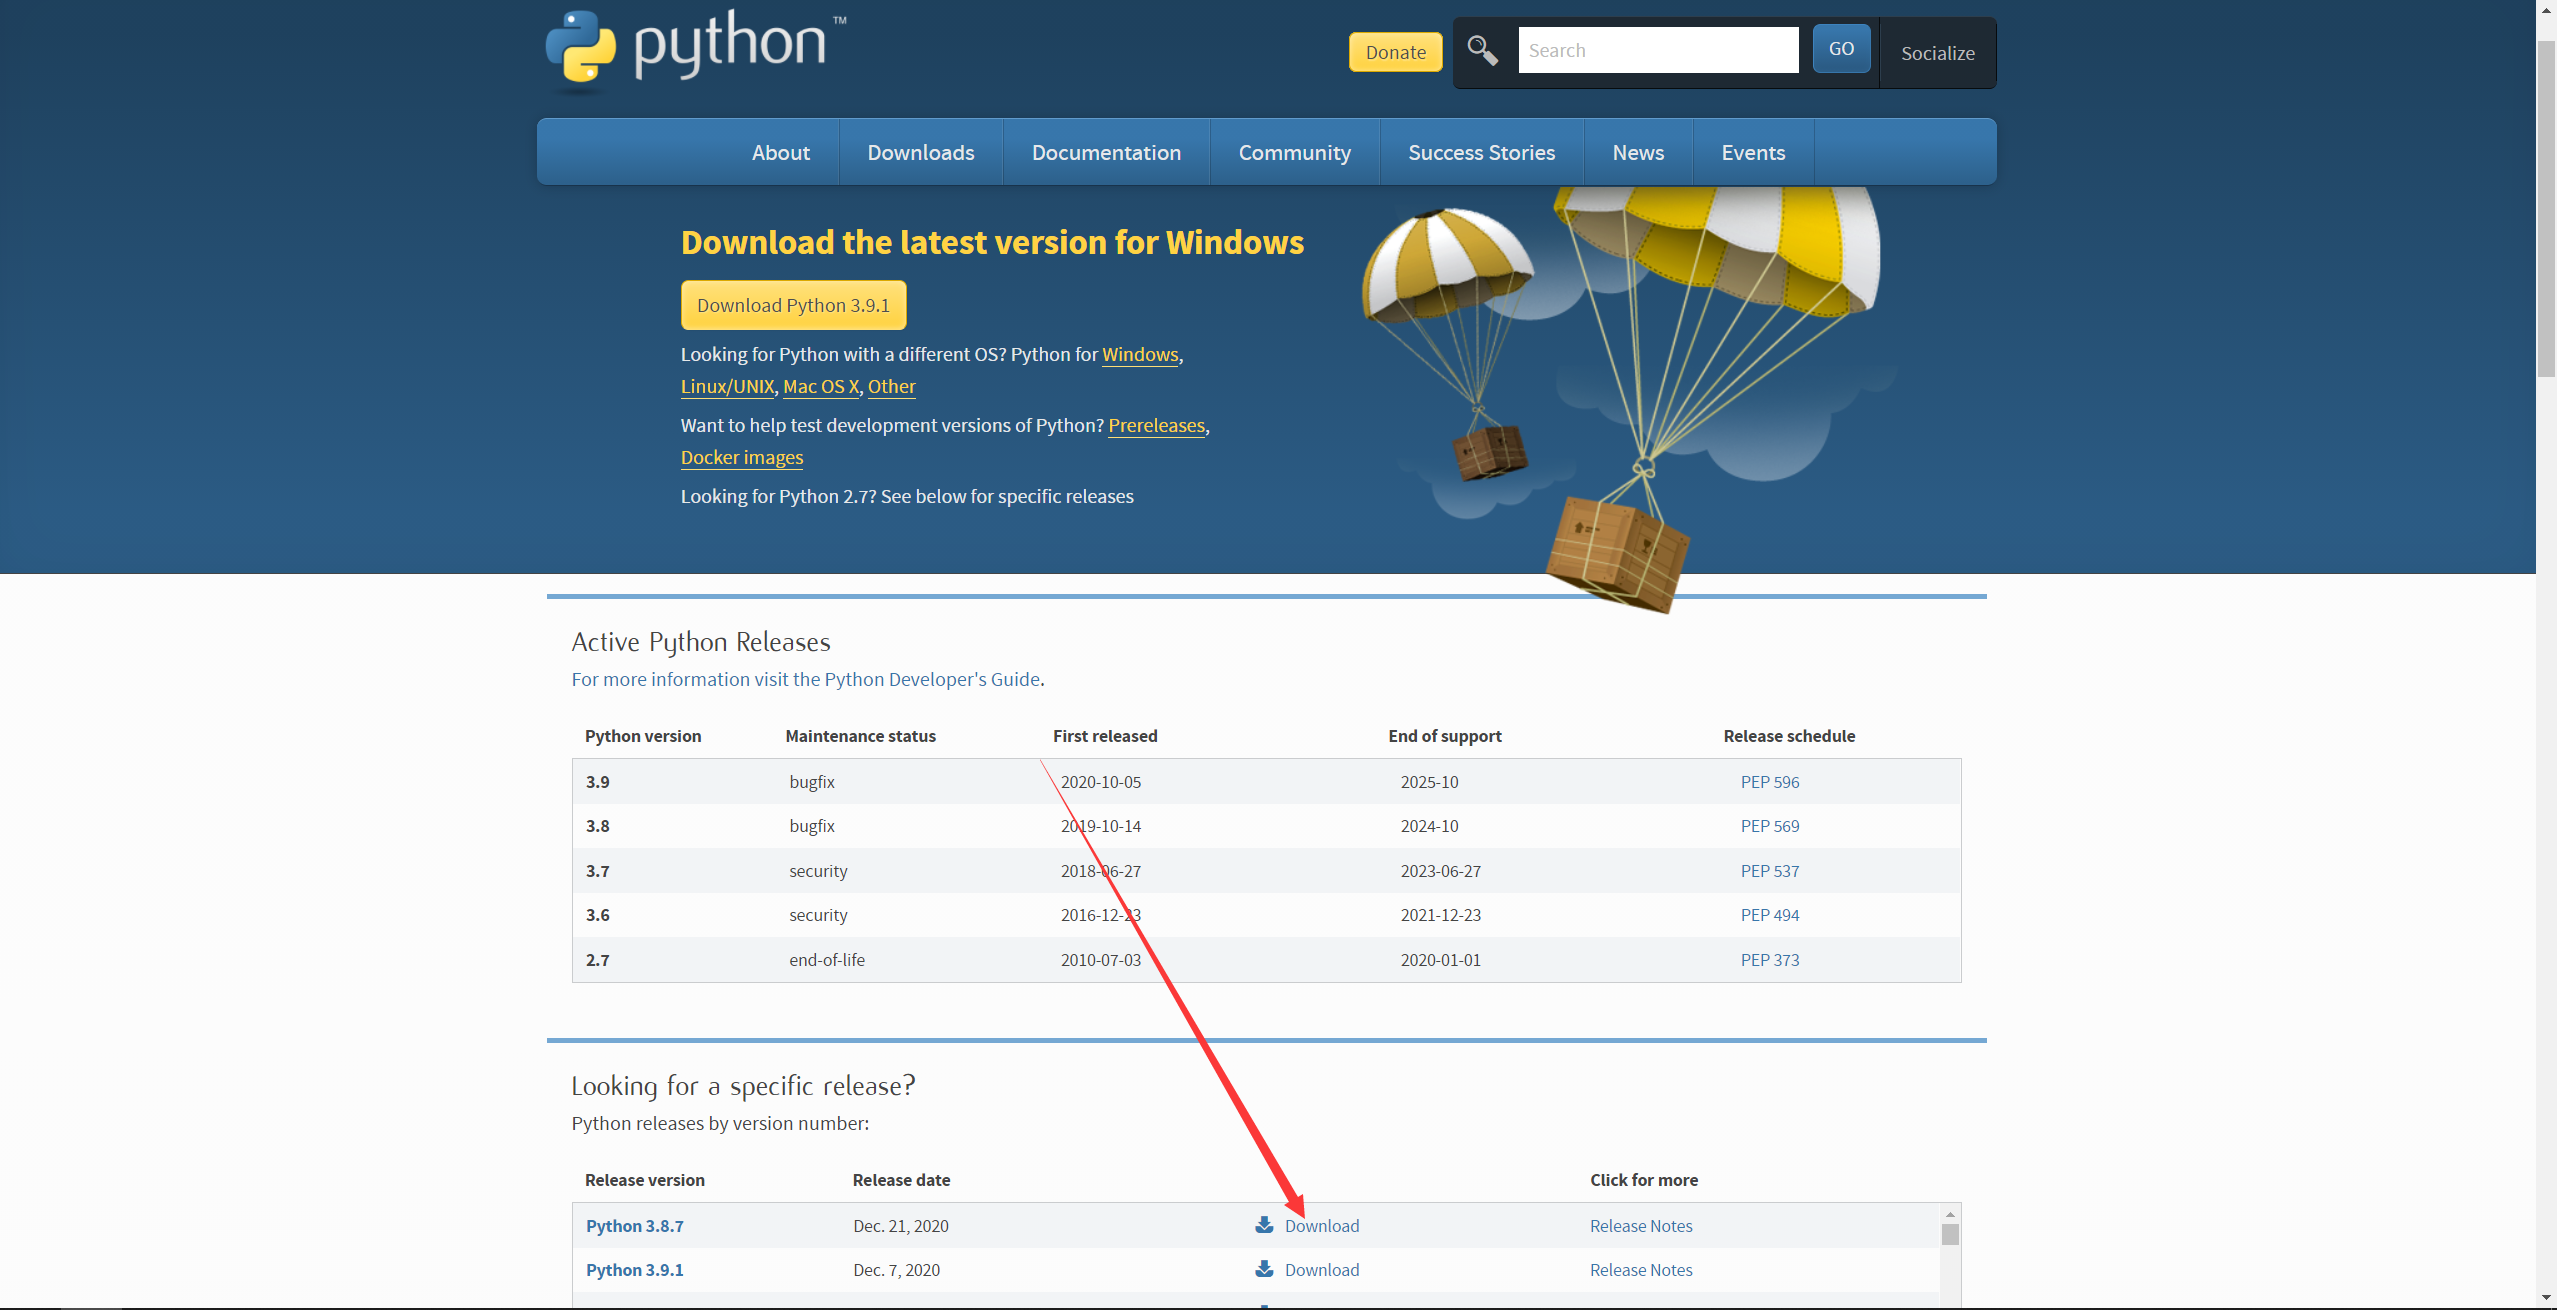 python™
Donate
Search
GO
Socialize
About
Downloads
Documentation
Community
Success Stories
News
Events
Download the latest version for Windows
Download Python 3.9.1
Looking for Python with a different OS? Python for Windows,
Linux/UNIX, Mac OS X, Other
Want to help test development versions of Python? Prereleases,
Docker images
Looking for Python 2.7? See below for specific releases
Active Python Releases
For more information visit the Python Developer's Guide.
Python version Maintenance status First released End of support Release schedule
3.9 bugfix 2020-10-05 2025-10 PEP 596
3.8 bugfix 2019-10-14 2024-10 PEP 569
3.7 security 2018-06-27 2023-06-27 PEP 537
3.6 security 2016-12-23 2021-12-23 PEP 494
2.7 end-of-life 2010-07-03 2020-01-01 PEP 373
Looking for a specific release?
Python releases by version number:
Release version Release date Click for more
Python 3.8.7 Dec. 21, 2020 Download Release Notes
Python 3.9.1 Dec. 7, 2020 Download Release Notes